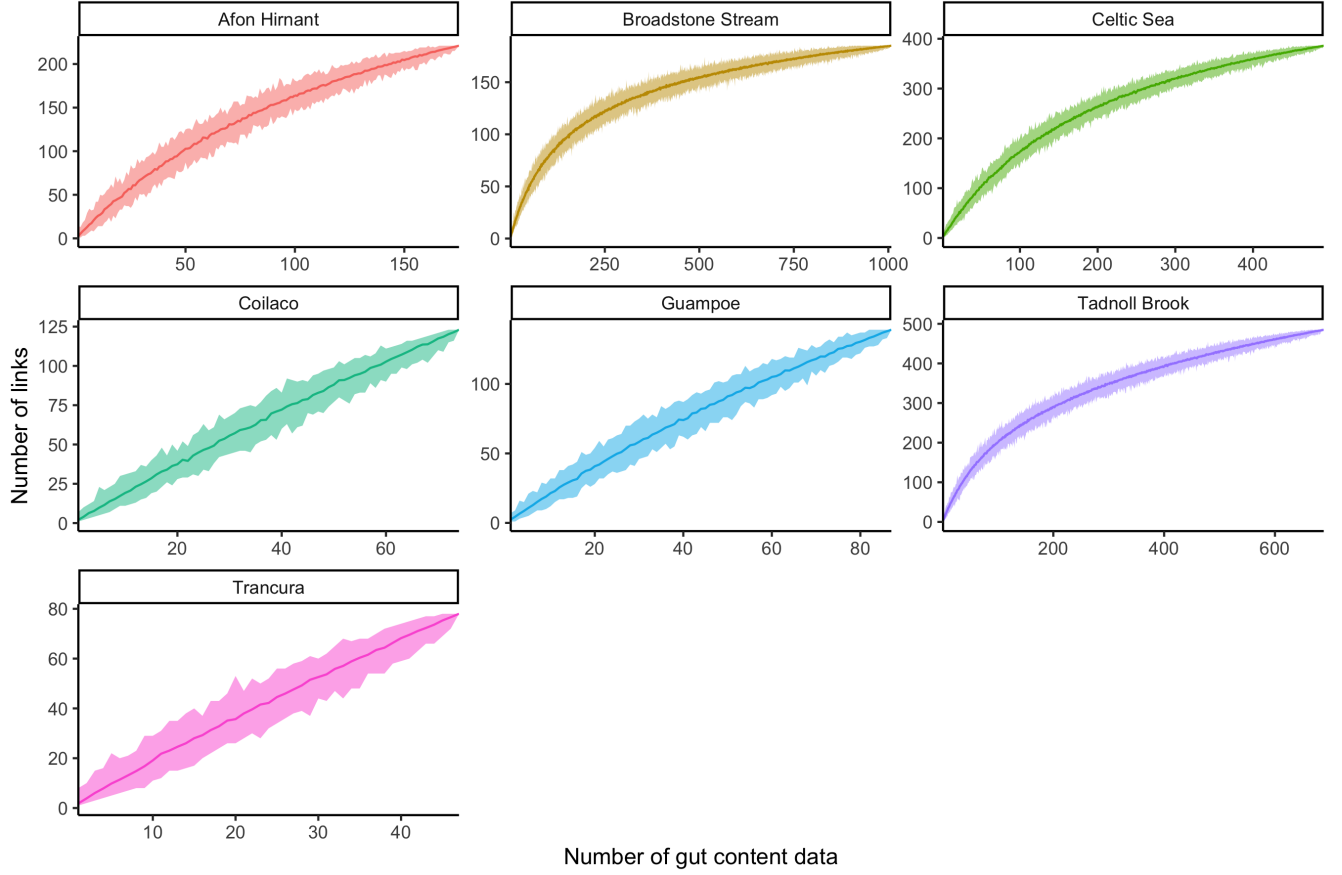 Afon Hirnant
Broadstone Stream
Celtic Sea
200
150
100
50
0
50 100 150
150
100
50
0
250 500 750 1000
400
300
200
100
0
100 200 300 400
Coilaco
Guampoe
Tadnoll Brook
125
100
75
50
25
0
20 40 60
100
50
0
20 40 60 80
500
400
300
200
100
0
200 400 600
Trancura
80
60
40
20
0
10 20 30 40
Number of links
Number of gut content data